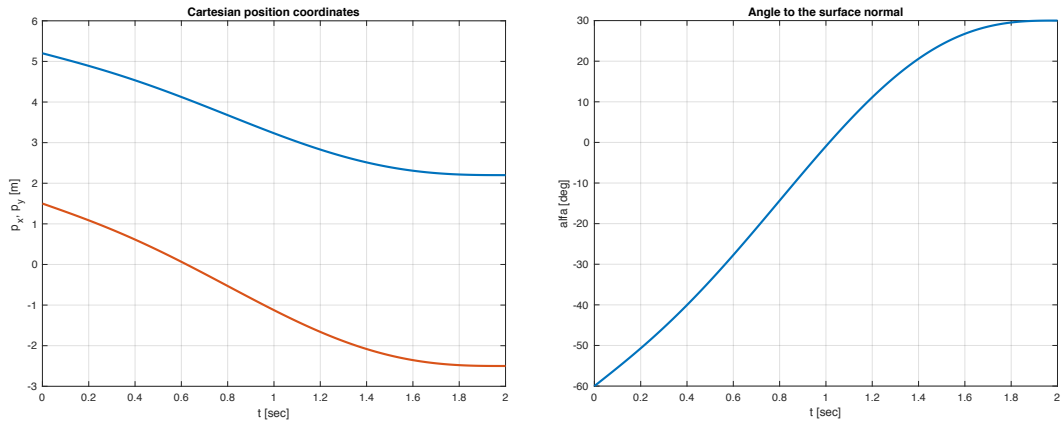 Cartesian position coordinates
6
5
4
3
2
1
0
-1
-2
-3
p_x, p_y [m]
0 0.2 0.4 0.6 0.8 1 1.2 1.4 1.6 1.8 2
t [sec]
Angle to the surface normal
30
20
10
0
-10
-20
-30
-40
-50
-60
alfa [deg]
0 0.2 0.4 0.6 0.8 1 1.2 1.4 1.6 1.8 2
t [sec]